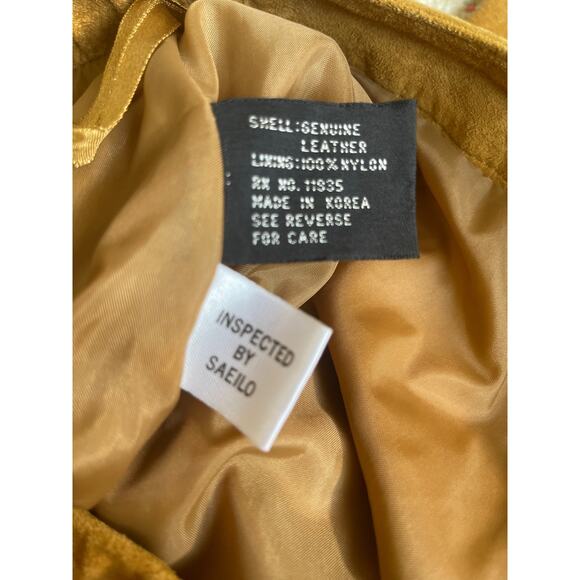 SHELL:GENUINE
LEATHER
LINING:100%NYLON
RN NO. 11935
MADE IN KOREA
SEE REVERSE
FOR CARE
INSPECTED
BY
SAEILO